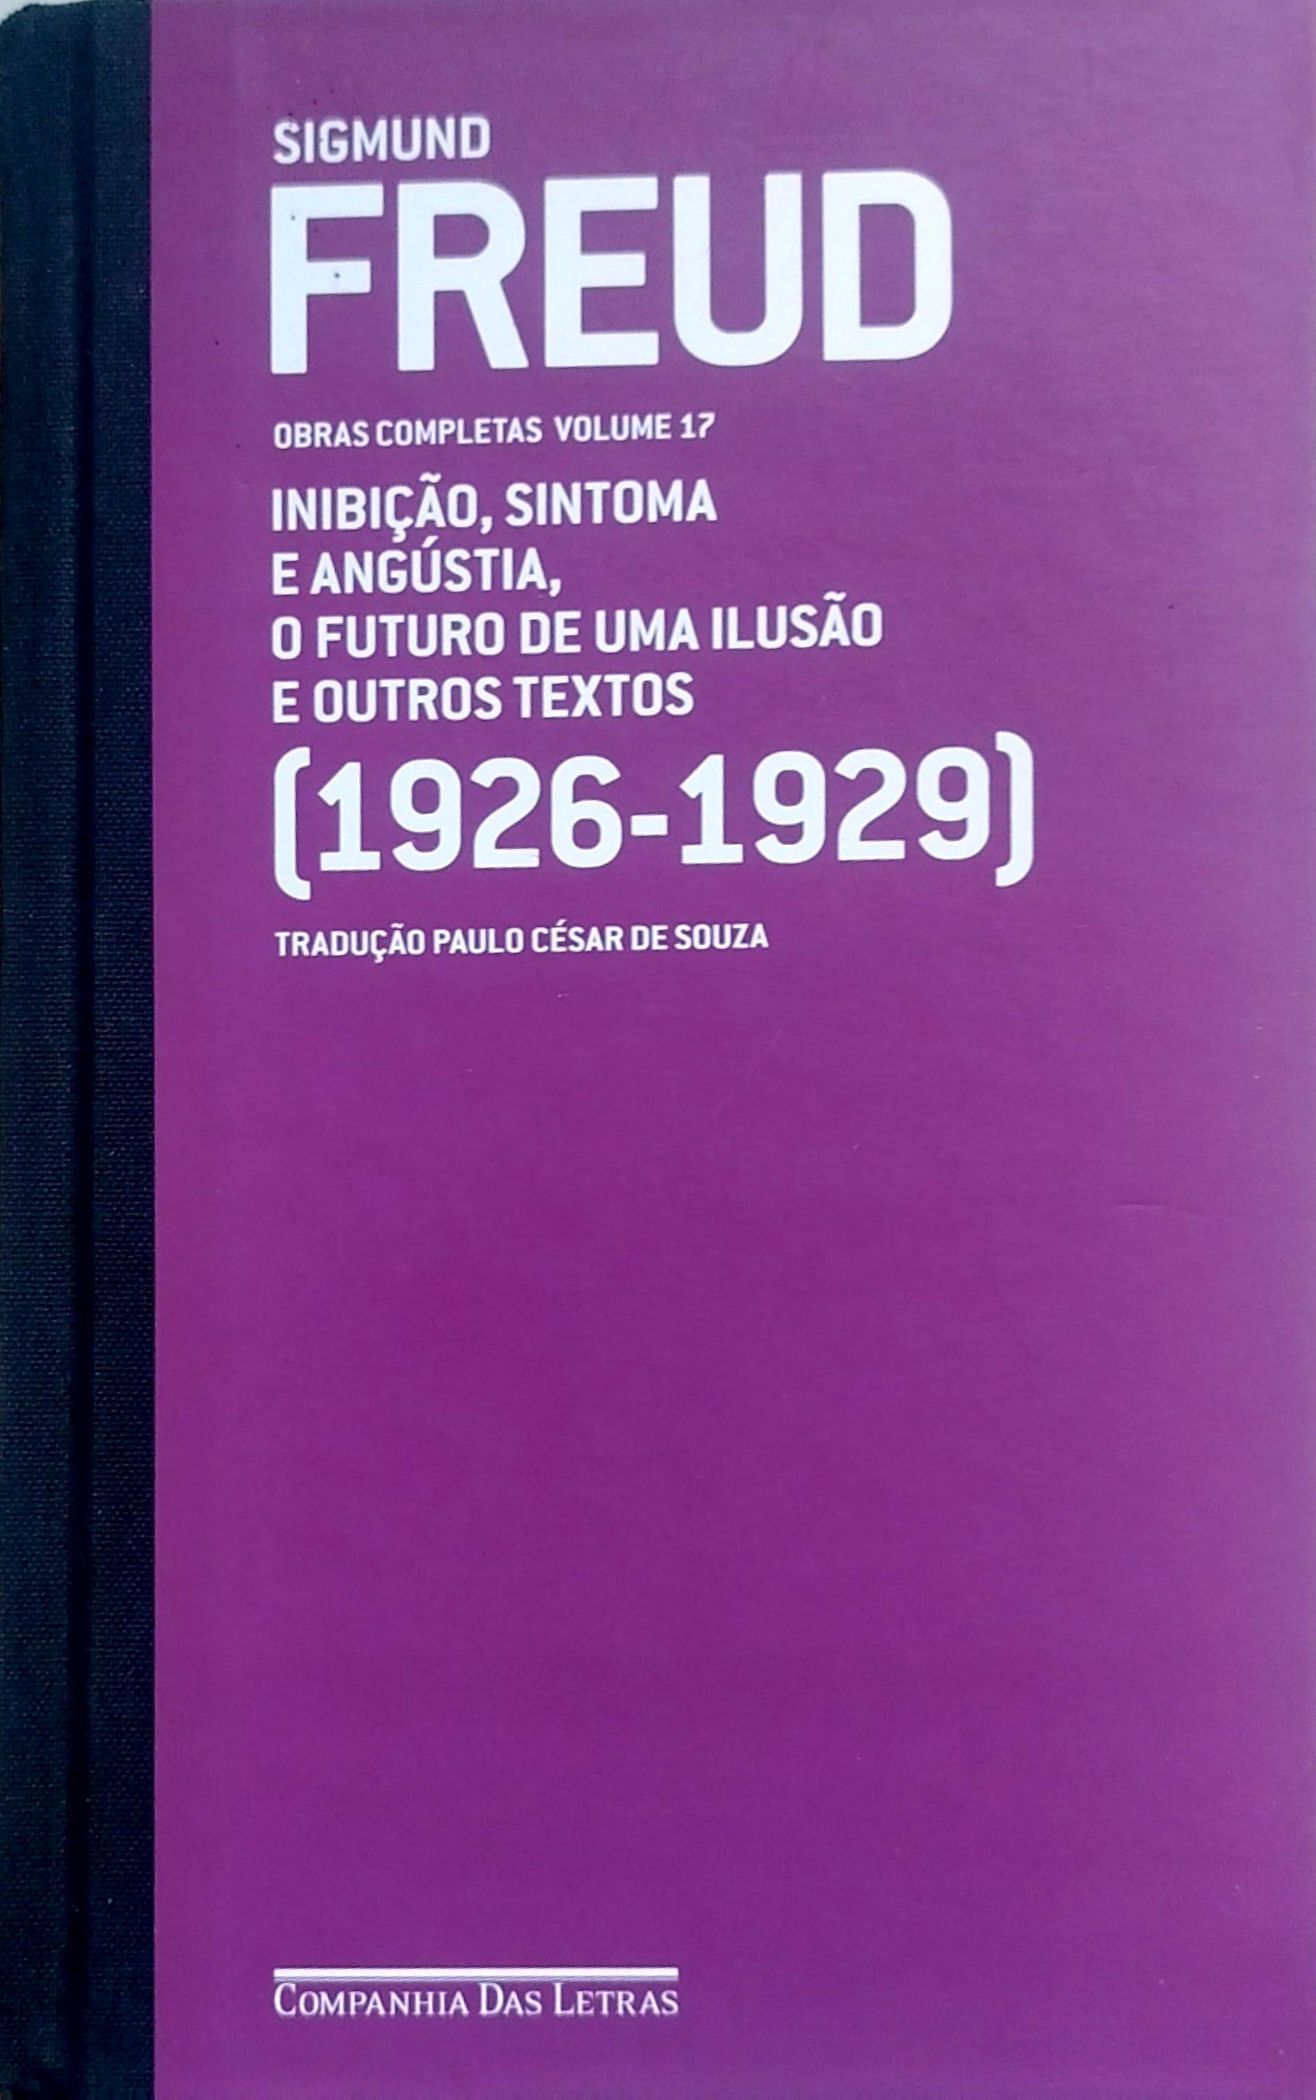 SIGMUND
FREUD
OBRAS COMPLETAS VOLUME 17
INIBIÇÃO, SINTOMA
E ANGÚSTIA,
O FUTURO DE UMA ILUSÃO
E OUTROS TEXTOS
(1926-1929)
TRADUÇÃO PAULO CÉSAR DE SOUZA
COMPANHIA DAS LETRAS